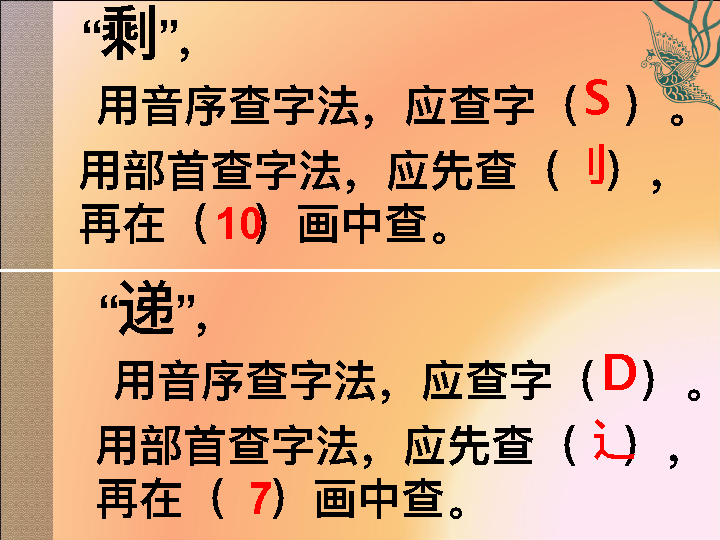 “剩”,
用音序查字法，应查字（S）。
用部首查字法，应先查（刂），
再在（10）画中查。
“递”,
用音序查字法，应查字（D）。
用部首查字法，应先查（辶），
再在（7）画中查。